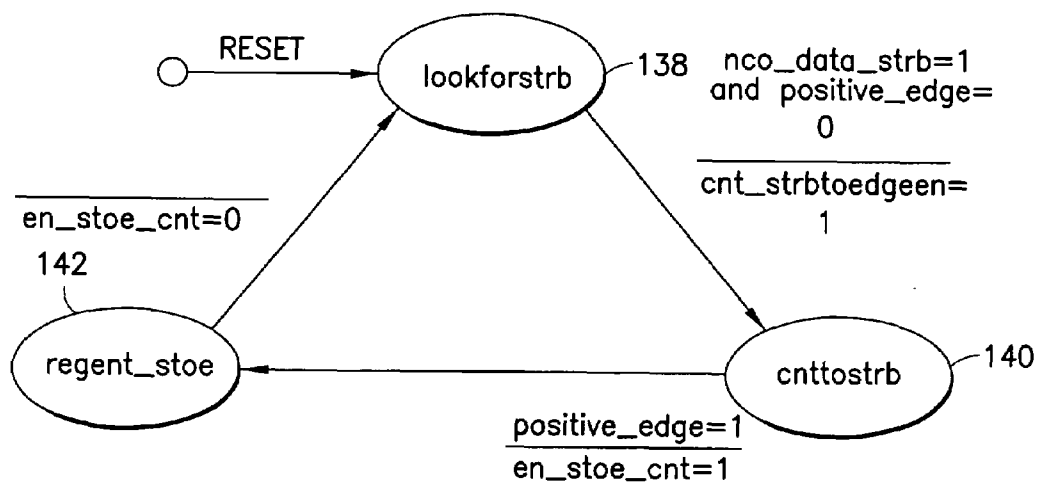 RESET
lookforstrb
138
nco_data_strb=1
and positive_edge=
0
cnt_strbtoedgeen=
1
en_stoe_cnt=0
142
regent_stoe
cnttostrb
140
positive_edge=1
en_stoe_cnt=1